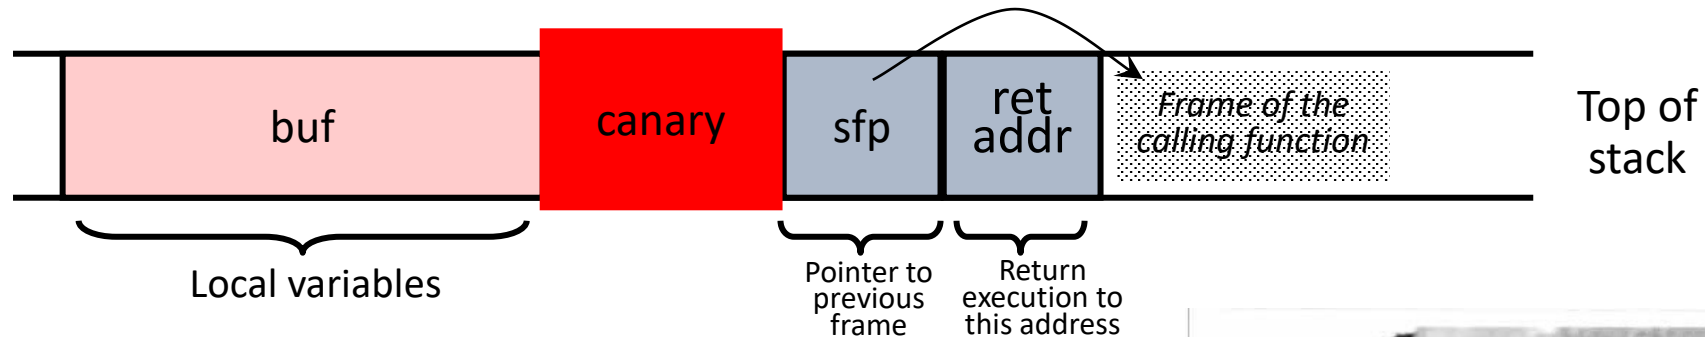 buf
canary
sfp
ret
addr
Frame of the
calling function
Top of
stack
Local variables
Pointer to
previous
frame
Return
execution to
this address